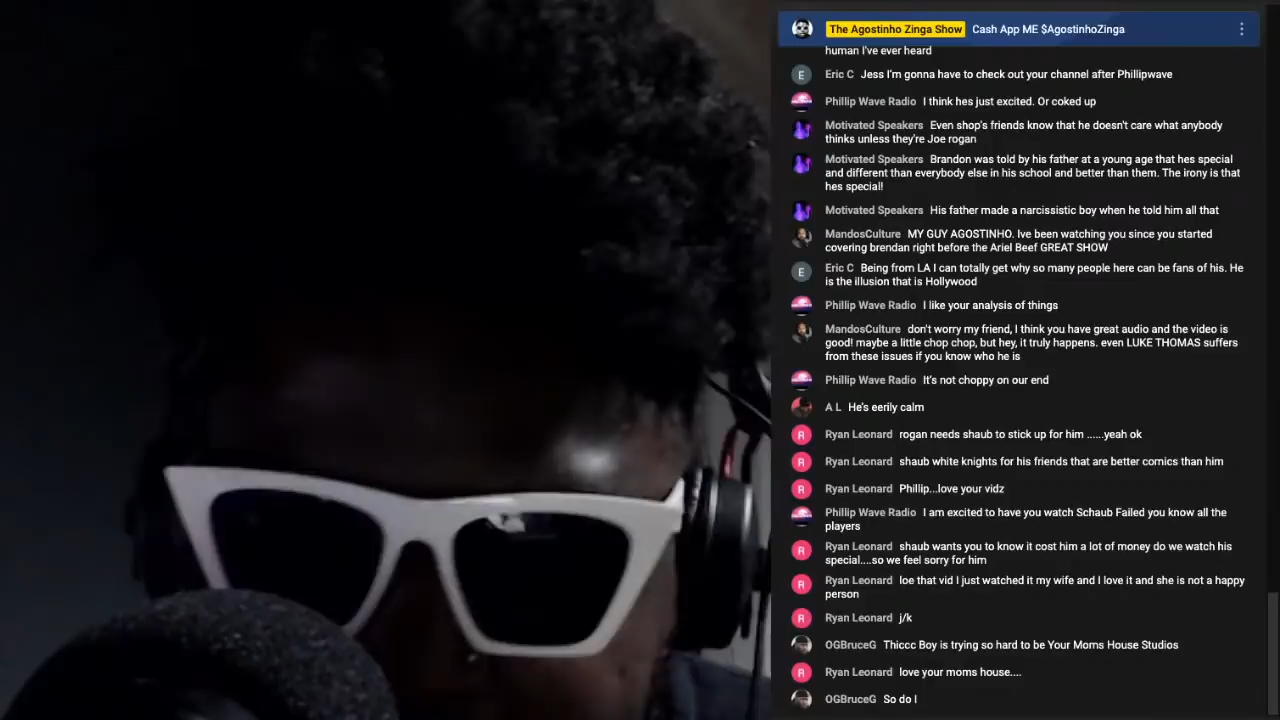 The Agostinho Zinga Show Cash App ME $AgostinhoZinga
human I've ever heard
E Eric C Jess I'm gonna have to check out your channel after Phillipwave
Phillip Wave Radio I think hes just excited. Or coked up
Motivated Speakers Even shop's friends know that he doesn't care what anybody
thinks unless they're Joe rogan
Motivated Speakers Brandon was told by his father at a young age that hes special
and different than everybody else in his school and better than them. The irony is that
hes special!
Motivated Speakers His father made a narcissistic boy when he told him all that
MandosCulture MY GUY AGOSTINHO. Ive been watching you since you started
covering brendan right before the Ariel Beef GREAT SHOW
E Eric C Being from LA I can totally get why so many people here can be fans of his. He
is the illusion that is Hollywood
Phillip Wave Radio I like your analysis of things
MandosCulture don't worry my friend, I think you have great audio and the video is
good! maybe a little chop chop, but hey, it truly happens. even LUKE THOMAS suffers
from these issues if you know who he is
Phillip Wave Radio It's not choppy on our end
A L He's eerily calm
R Ryan Leonard rogan needs shaub to stick up for him ......yeah ok
R Ryan Leonard shaub white knights for his friends that are better comics than him
R Ryan Leonard Phillip...love your vidz
Phillip Wave Radio I am excited to have you watch Schaub Failed you know all the
players
R Ryan Leonard shaub wants you to know it cost him a lot of money do we watch his
special....so we feel sorry for him
R Ryan Leonard loe that vid I just watched it my wife and I love it and she is not a happy
person
R Ryan Leonard j/k
OGBruceG Thiccc Boy is trying so hard to be Your Moms House Studios
R Ryan Leonard love your moms house....
OGBruceG So do I